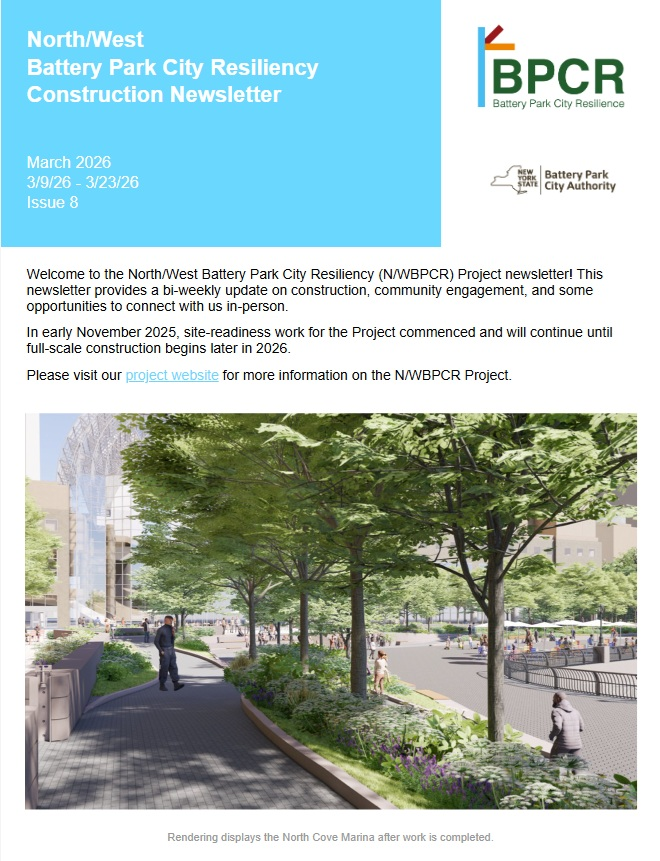 North/West
Battery Park City Resiliency
Construction Newsletter
March 2026
3/9/26 - 3/23/26
Issue 8
BPCR
Battery Park City Resilience
NEW
YORK
STATE
Battery Park
City Authority
Welcome to the North/West Battery Park City Resiliency (N/WBPCR) Project newsletter! This
newsletter provides a bi-weekly update on construction, community engagement, and some
opportunities to connect with us in-person.
In early November 2025, site-readiness work for the Project commenced and will continue until
full-scale construction begins later in 2026.
Please visit our project website for more information on the N/WBPCR Project.
Rendering displays the North Cove Marina after work is completed.